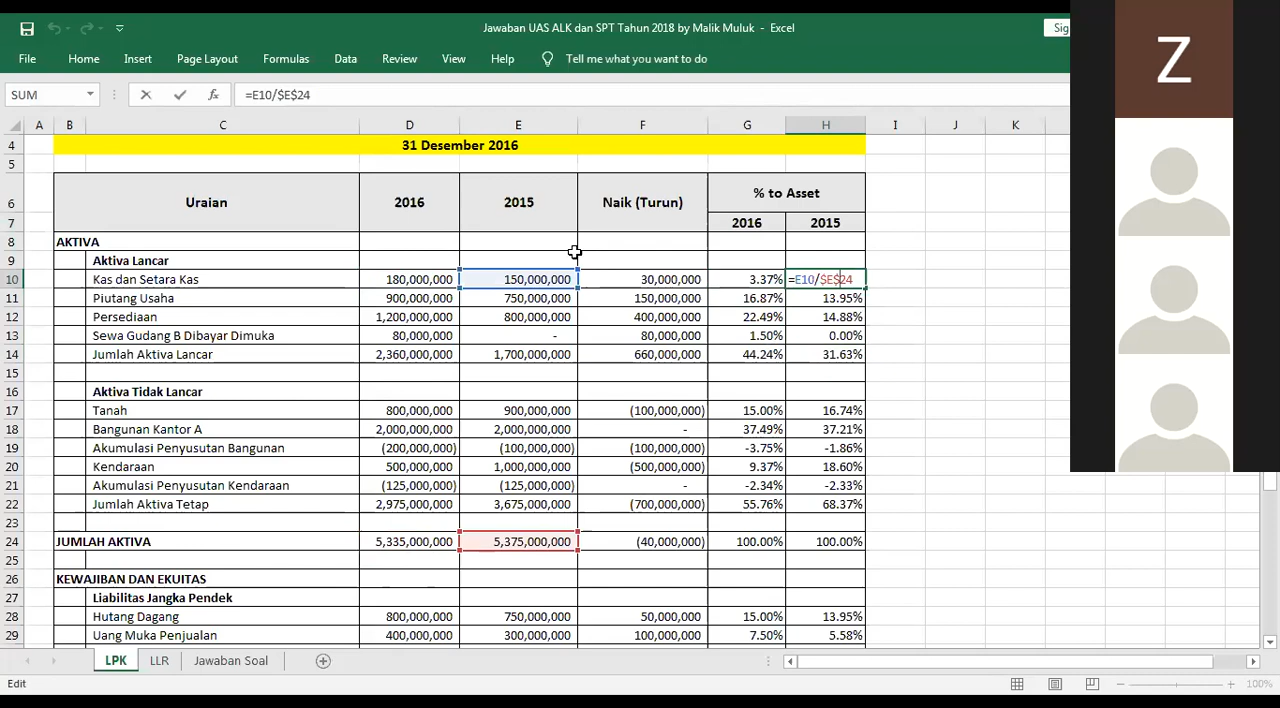 Jawaban UAS ALK dan SPT Tahun 2018 by Malik Muluk - Excel
Sig
File Home Insert Page Layout Formulas Data Review View Help Tell me what you want to do
Z
SUM fx =E10/$E$24
A B C D E F G H I J K
4 31 Desember 2016
5
6 Uraian 2016 2015 Naik (Turun) % to Asset
7 2016 2015
8 AKTIVA
9 Aktiva Lancar
10 Kas dan Setara Kas 180,000,000 150,000,000 30,000,000 3.37% =E10/$E$24
11 Piutang Usaha 900,000,000 750,000,000 150,000,000 16.87% 13.95%
12 Persediaan 1,200,000,000 800,000,000 400,000,000 22.49% 14.88%
13 Sewa Gudang B Dibayar Dimuka 80,000,000 - 80,000,000 1.50% 0.00%
14 Jumlah Aktiva Lancar 2,360,000,000 1,700,000,000 660,000,000 44.24% 31.63%
15
16 Aktiva Tidak Lancar
17 Tanah 800,000,000 900,000,000 (100,000,000) 15.00% 16.74%
18 Bangunan Kantor A 2,000,000,000 2,000,000,000 - 37.49% 37.21%
19 Akumulasi Penyusutan Bangunan (200,000,000) (100,000,000) (100,000,000) -3.75% -1.86%
20 Kendaraan 500,000,000 1,000,000,000 (500,000,000) 9.37% 18.60%
21 Akumulasi Penyusutan Kendaraan (125,000,000) (125,000,000) - -2.34% -2.33%
22 Jumlah Aktiva Tetap 2,975,000,000 3,675,000,000 (700,000,000) 55.76% 68.37%
23
24 JUMLAH AKTIVA 5,335,000,000 5,375,000,000 (40,000,000) 100.00% 100.00%
25
26 KEWAJIBAN DAN EKUITAS
27 Liabilitas Jangka Pendek
28 Hutang Dagang 800,000,000 750,000,000 50,000,000 15.00% 13.95%
29 Uang Muka Penjualan 400,000,000 300,000,000 100,000,000 7.50% 5.58%
LPK LLR Jawaban Soal
Edit 100%